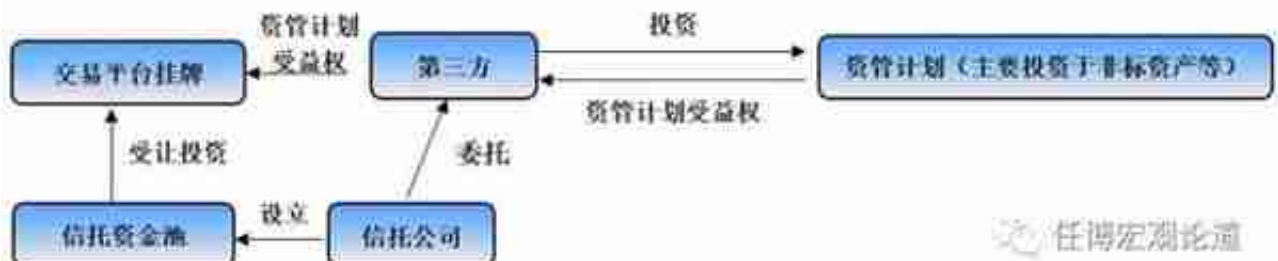 资管计划
受益权
投资
交易平台挂牌
第三方
资管计划（主要投资于非标资产等）
资管计划受益权
受让投资
委托
设立
信托资金池
信托公司
任博宏观论道